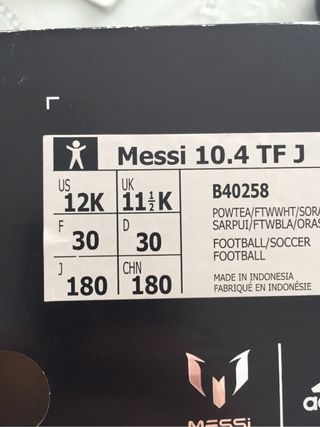 Messi 10.4 TF J
US UK
12K 11½K
F D
30 30
J CHN
180 180
B40258
POWTEA/FTWWHT/SORA
SARPUI/FTWBLA/ORAS
FOOTBALL/SOCCER
FOOTBALL
MADE IN INDONESIA
FABRIQUÉ EN INDONÉSIE
MESSI
ad